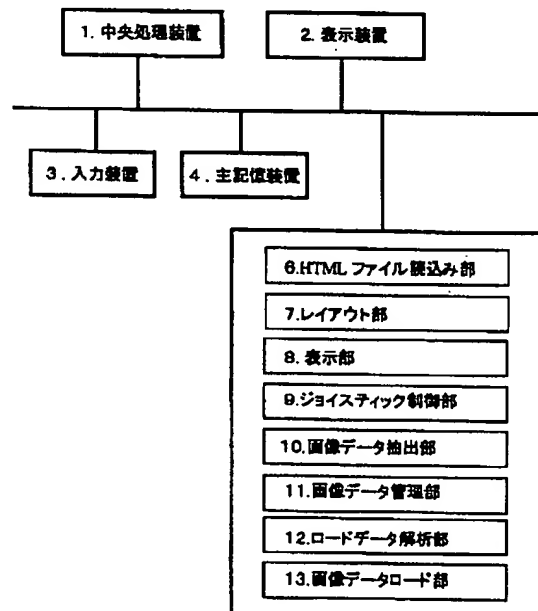 1. 中央処理装置
2. 表示装置
3. 入力装置
4. 主記憶装置
6.HTML ファイル読込み部
7.レイアウト部
8. 表示部
9.ジョイスティック制御部
10.画像データ抽出部
11.画像データ管理部
12.ロードデータ解析部
13.画像データロード部